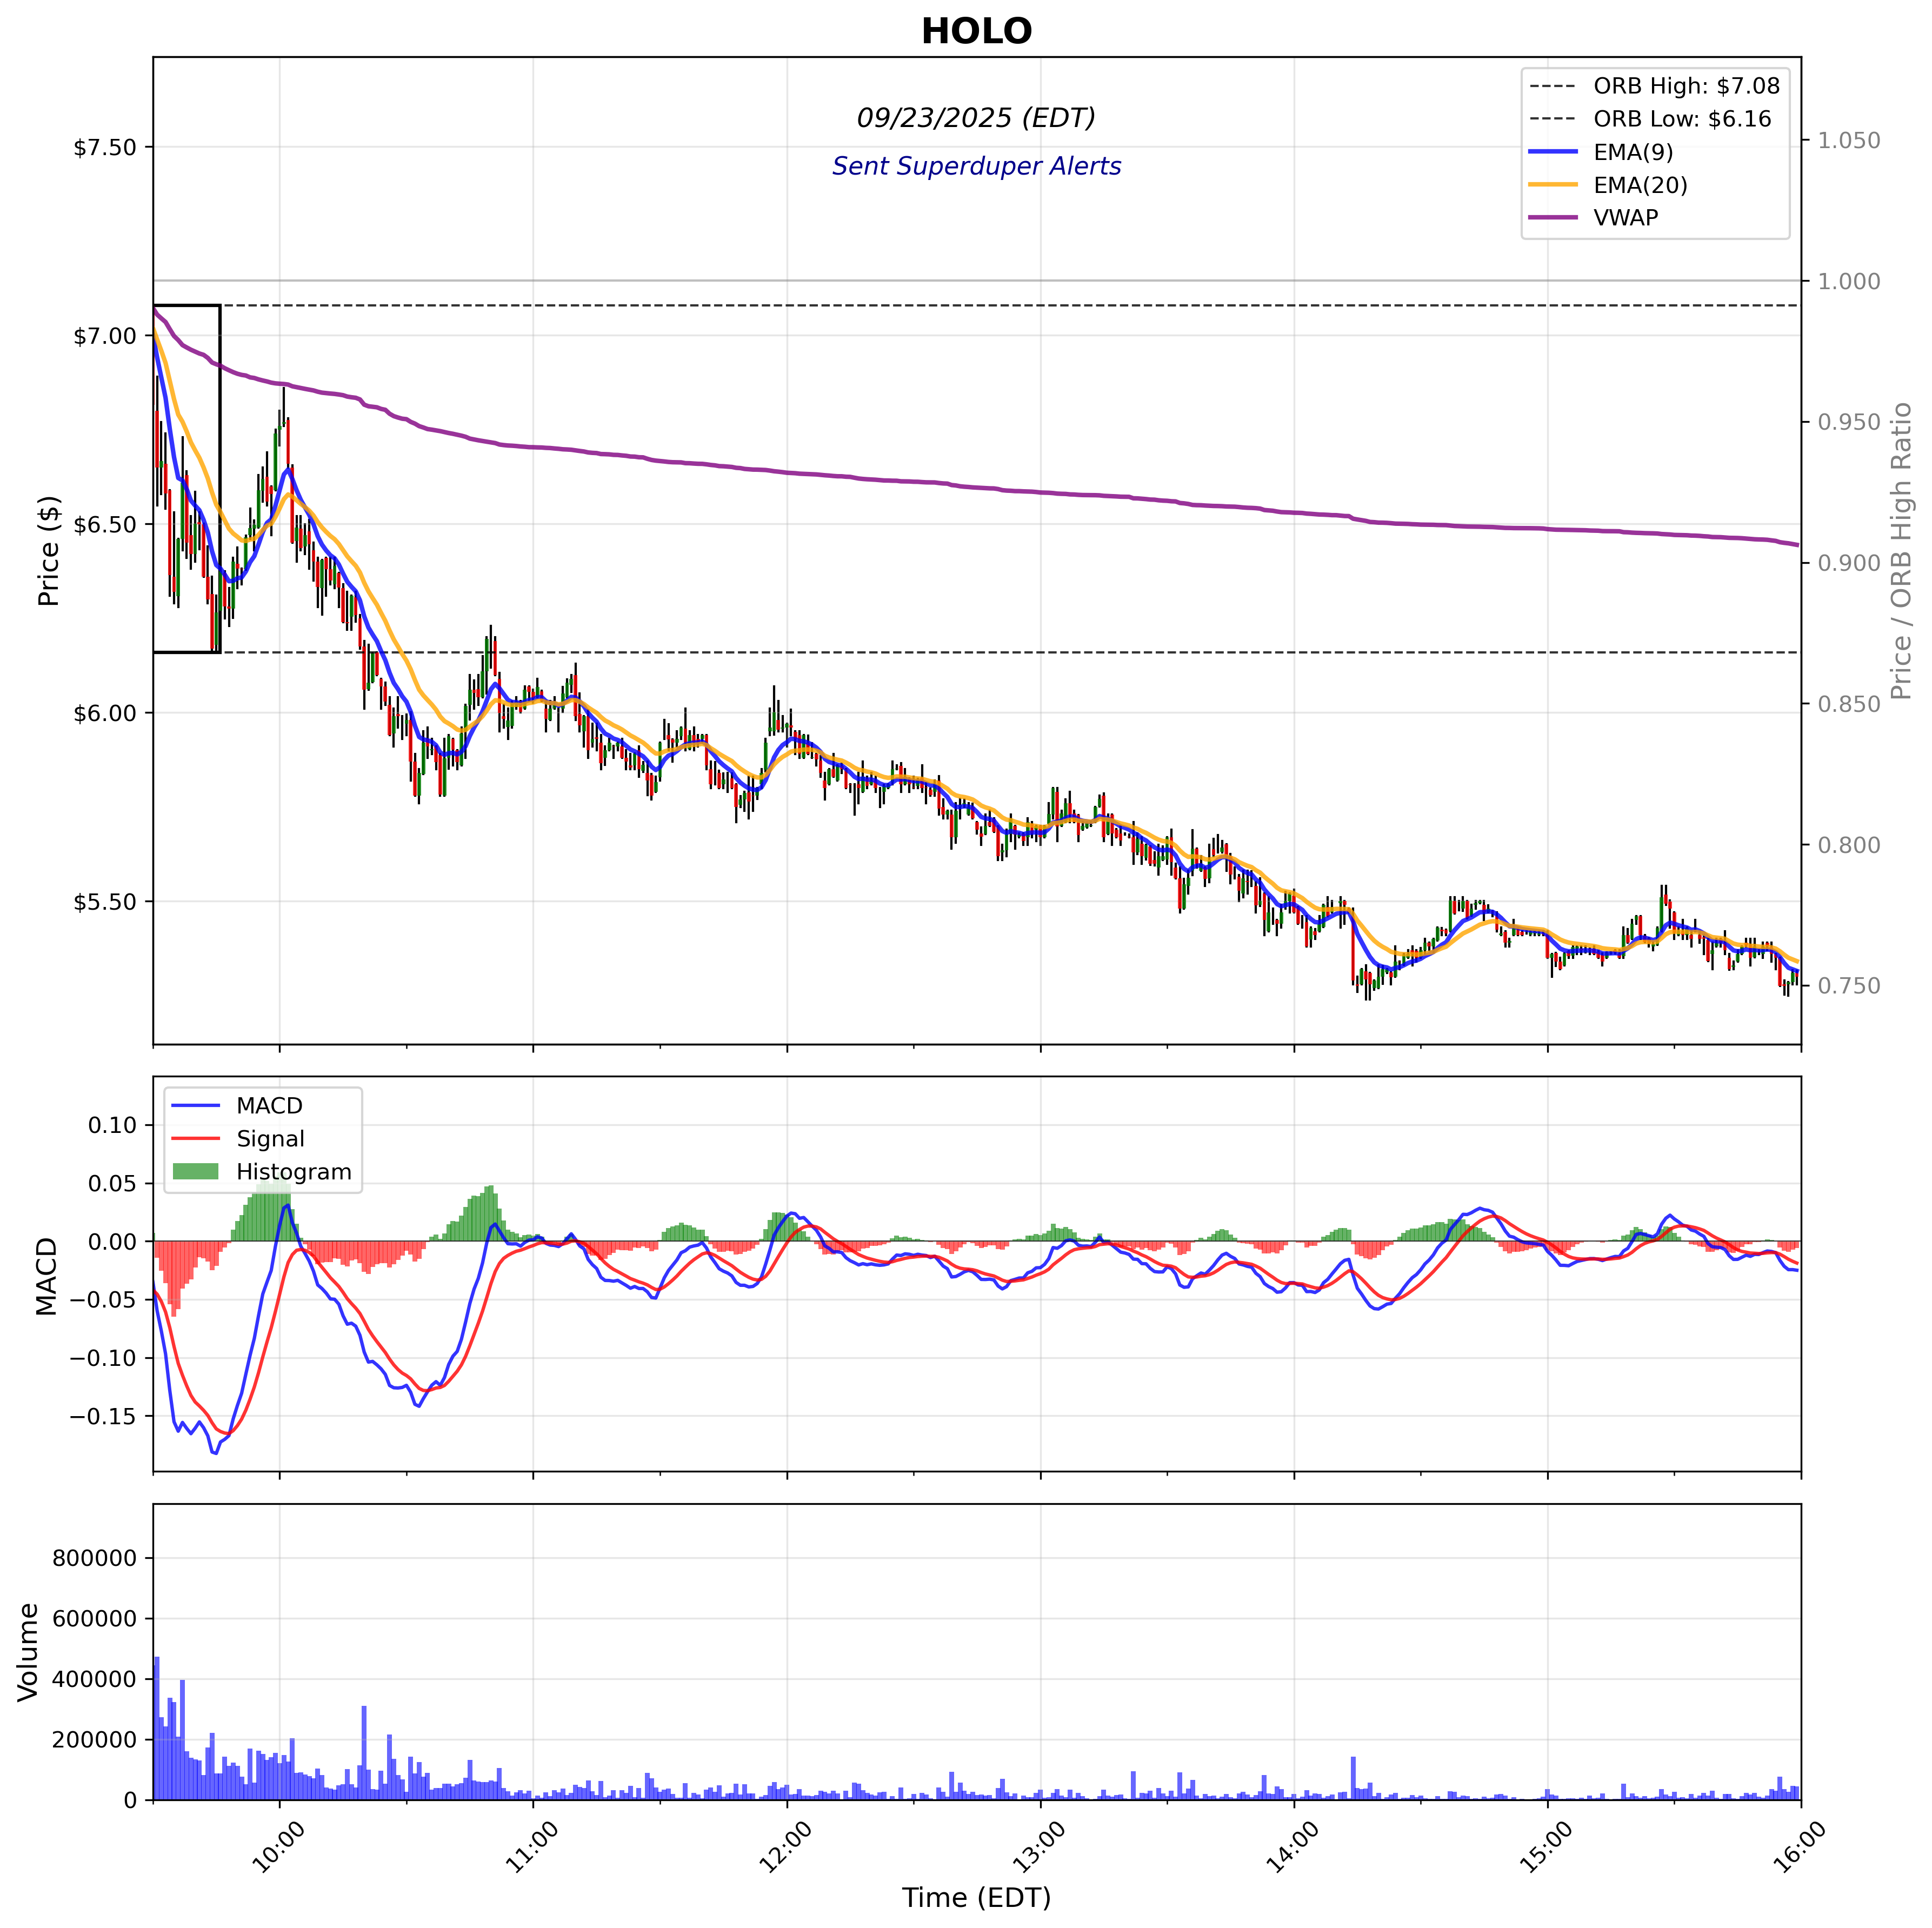 HOLO
09/23/2025 (EDT)
Sent Superduper Alerts
ORB High: $7.08
ORB Low: $6.16
EMA(9)
EMA(20)
VWAP
Price ($)
$7.50
$7.00
$6.50
$6.00
$5.50
1.050
1.000
0.950
0.900
0.850
0.800
0.750
Price / ORB High Ratio
MACD
Signal
Histogram
MACD
0.10
0.05
0.00
−0.05
−0.10
−0.15
Volume
800000
600000
400000
200000
0
10:00
11:00
12:00
13:00
14:00
15:00
16:00
Time (EDT)